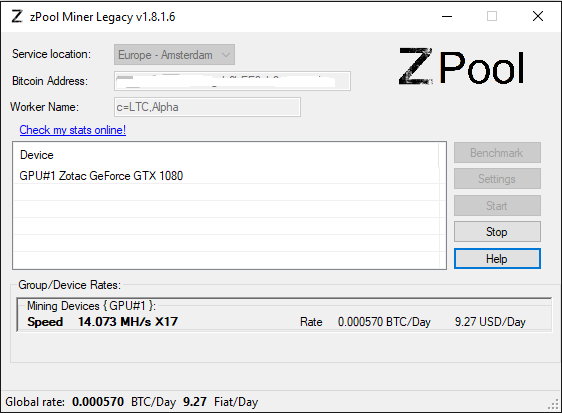 zPool Miner Legacy v1.8.1.6
Service location: Europe - Amsterdam
ZPool
Bitcoin Address:
Worker Name: c=LTC,Alpha
Check my stats online!
Device
GPU#1 Zotac GeForce GTX 1080
Benchmark
Settings
Start
Stop
Help
Group/Device Rates:
Mining Devices { GPU#1 }:
Speed 14.073 MH/s X17 Rate 0.000570 BTC/Day 9.27 USD/Day
Global rate: 0.000570 BTC/Day 9.27 Fiat/Day